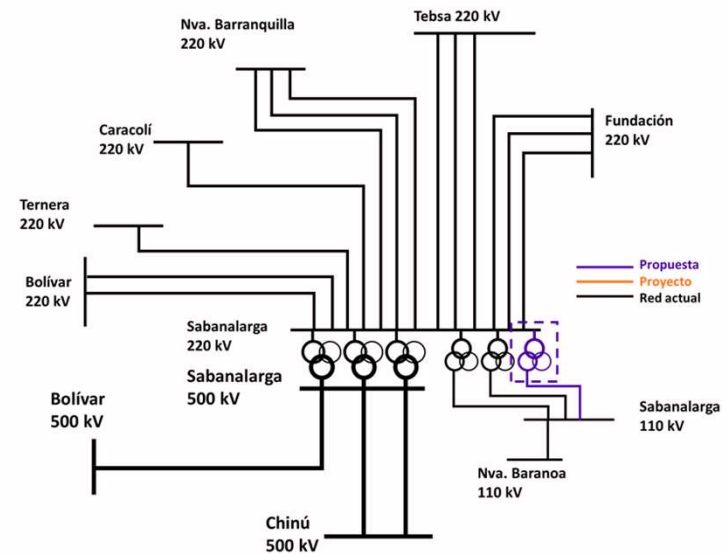 Nva. Barranquilla
220 kV
Tebsa 220 kV
Caracolí
220 kV
Fundación
220 kV
Ternera
220 kV
Bolívar
220 kV
Propuesta
Proyecto
Red actual
Sabanalarga
220 kV
Sabanalarga
500 kV
Bolívar
500 kV
Sabanalarga
110 kV
Nva. Baranoa
110 kV
Chinú
500 kV